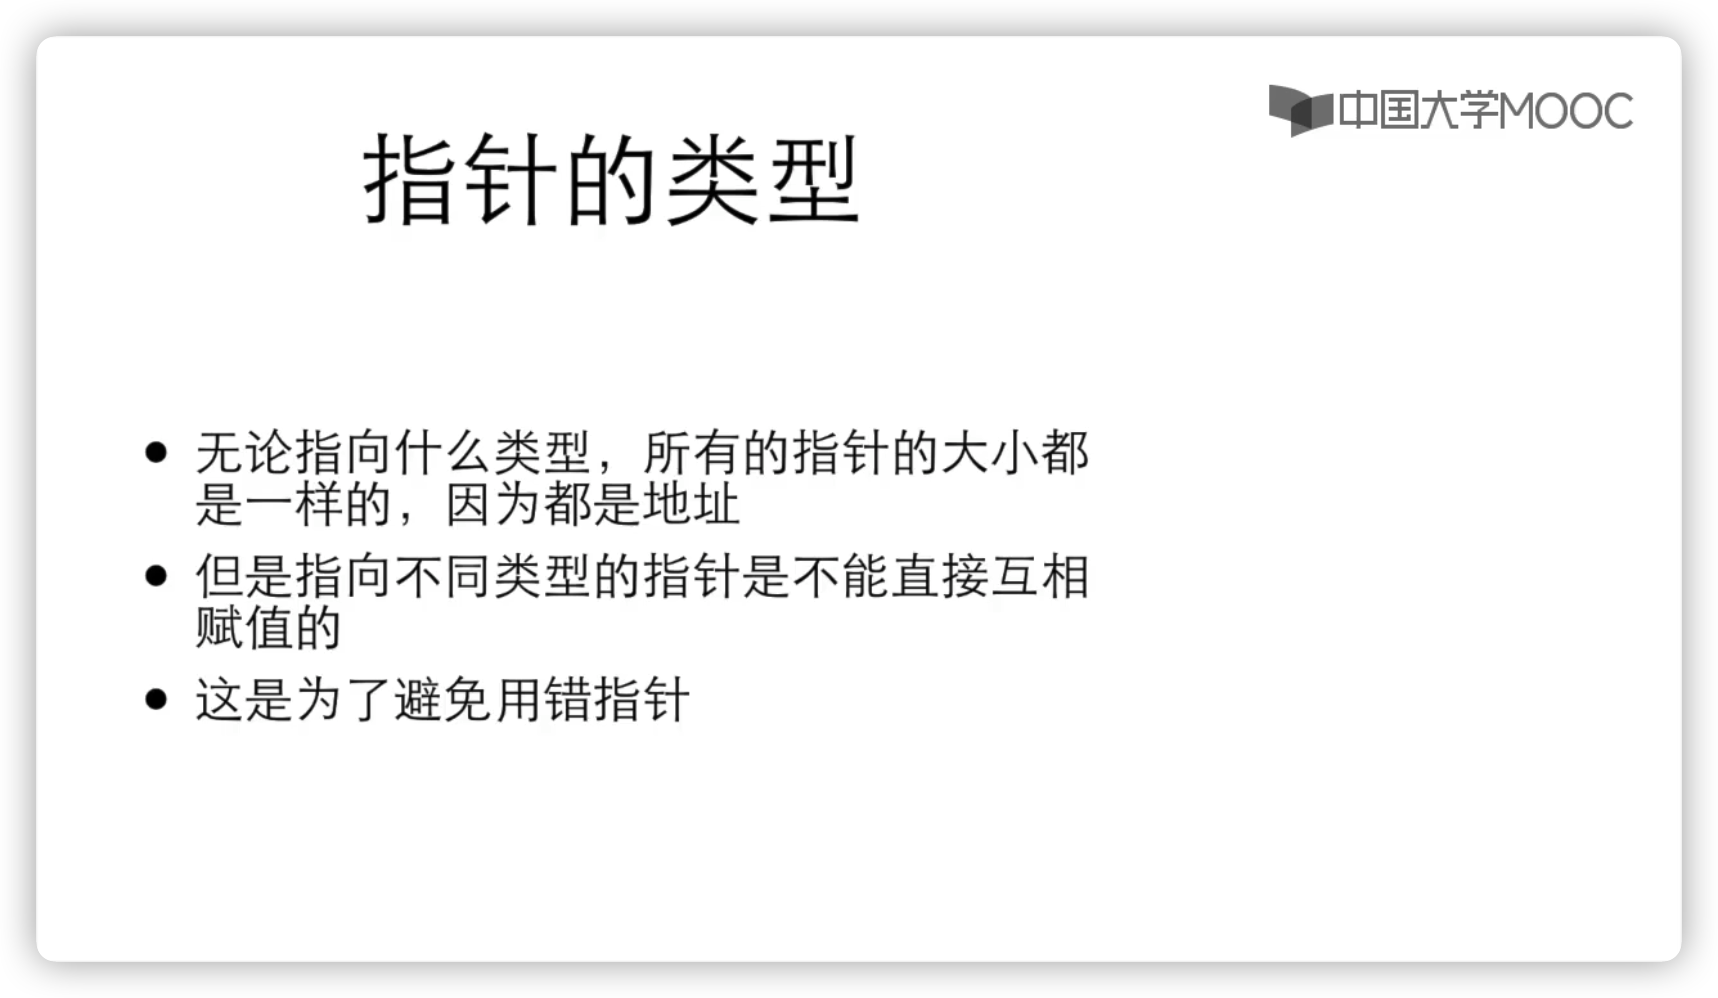 中国大学MOOC
指针的类型
● 无论指向什么类型，所有的指针的大小都
是一样的，因为都是地址
● 但是指向不同类型的指针是不能直接互相
赋值的
● 这是为了避免用错指针